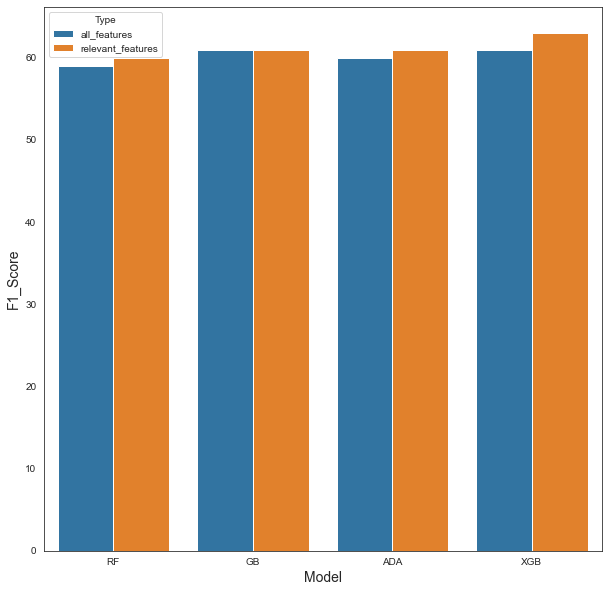 Type
all_features
relevant_features
60
50
40
30
20
10
0
F1_Score
RF GB ADA XGB
Model